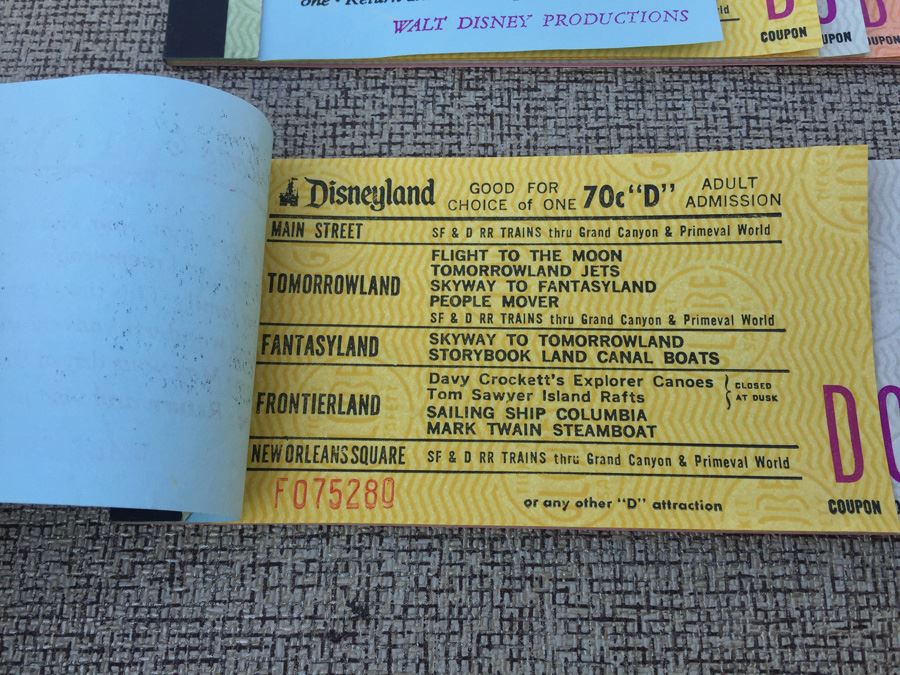 WALT DISNEY PRODUCTIONS
COUPON
UPON
UPON
Disneyland GOOD FOR CHOICE of ONE 70c "D" ADULT ADMISSION
MAIN STREET SF & D RR TRAINS thru Grand Canyon & Primeval World
TOMORROWLAND
FLIGHT TO THE MOON
TOMORROWLAND JETS
SKYWAY TO FANTASYLAND
PEOPLE MOVER
SF & D RR TRAINS thru Grand Canyon & Primeval World
FANTASYLAND
SKYWAY TO TOMORROWLAND
STORYBOOK LAND CANAL BOATS
FRONTIERLAND
Davy Crockett's Explorer Canoes
Tom Sawyer Island Rafts
CLOSED
AT DUSK
SAILING SHIP COLUMBIA
MARK TWAIN STEAMBOAT
NEW ORLEANS SQUARE SF & D RR TRAINS thru Grand Canyon & Primeval World
F075280
or any other "D" attraction
D
COUPON